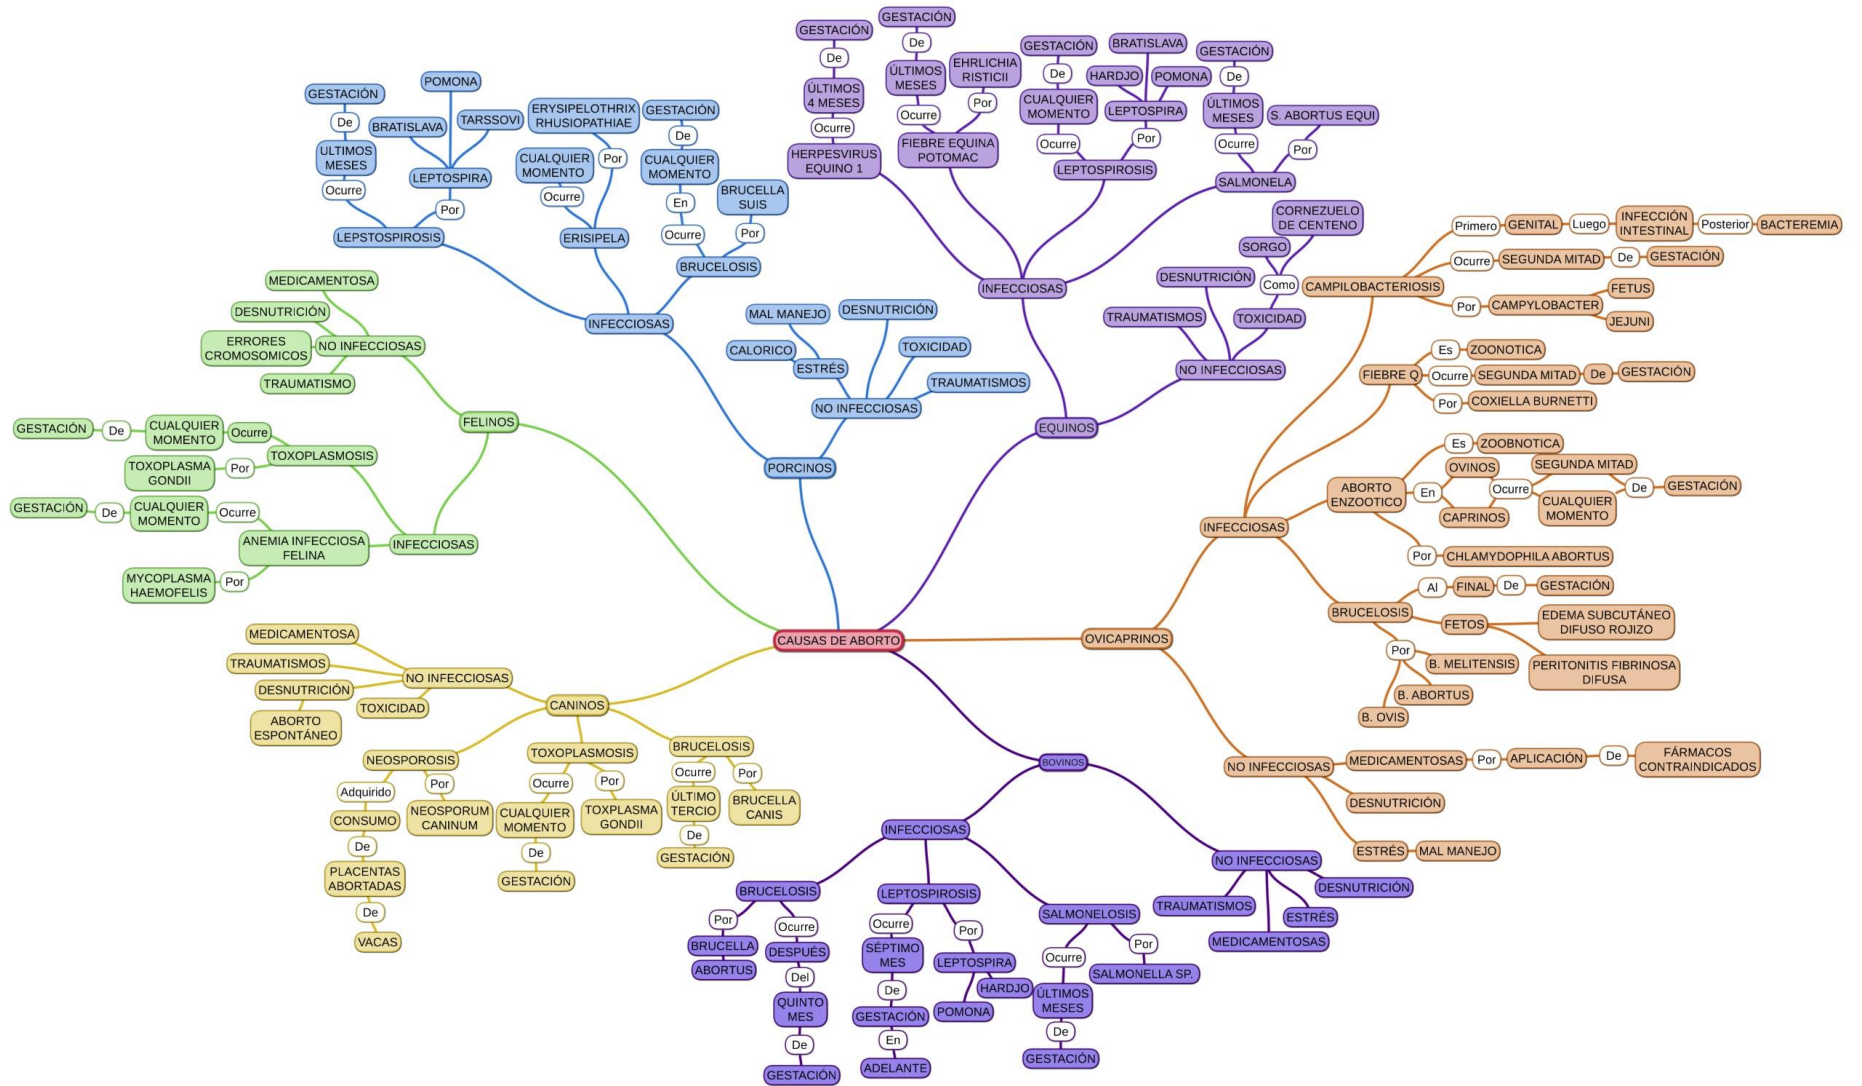 CAUSAS DE ABORTO
FELINOS
NO INFECCIOSAS
MEDICAMENTOSA
DESNUTRICIÓN
ERRORES
CROMOSOMICOS
TRAUMATISMO
INFECCIOSAS
TOXOPLASMOSIS
Ocurre
CUALQUIER
MOMENTO
De
GESTACIÓN
Por
TOXOPLASMA
GONDII
ANEMIA INFECCIOSA
FELINA
Ocurre
CUALQUIER
MOMENTO
De
GESTACIÓN
Por
MYCOPLASMA
HAEMOFELIS
PORCINOS
INFECCIOSAS
LEPSTOSPIROSIS
Ocurre
ULTIMOS
MESES
De
GESTACIÓN
Por
LEPTOSPIRA
BRATISLAVA
POMONA
TARSSOVI
ERISIPELA
Ocurre
CUALQUIER
MOMENTO
Por
ERYSIPELOTHRIX
RHUSIOPATHIAE
BRUCELOSIS
Ocurre
En
CUALQUIER
MOMENTO
De
GESTACIÓN
Por
BRUCELLA
SUIS
NO INFECCIOSAS
ESTRÉS
CALORICO
MAL MANEJO
DESNUTRICIÓN
TOXICIDAD
TRAUMATISMOS
EQUINOS
INFECCIOSAS
HERPESVIRUS
EQUINO 1
Ocurre
ÚLTIMOS
4 MESES
De
GESTACIÓN
FIEBRE EQUINA
POTOMAC
Ocurre
ÚLTIMOS
MESES
De
GESTACIÓN
Por
EHRLICHIA
RISTICII
LEPTOSPIROSIS
Ocurre
CUALQUIER
MOMENTO
De
GESTACIÓN
Por
LEPTOSPIRA
HARDJO
BRATISLAVA
POMONA
SALMONELA
Ocurre
ÚLTIMOS
MESES
De
GESTACIÓN
Por
S. ABORTUS EQUI
NO INFECCIOSAS
TRAUMATISMOS
DESNUTRICIÓN
TOXICIDAD
Como
SORGO
CORNEZUELO
DE CENTENO
OVICAPRINOS
INFECCIOSAS
CAMPILOBACTERIOSIS
Primero
GENITAL
Luego
INFECCIÓN
INTESTINAL
Posterior
BACTEREMIA
Ocurre
SEGUNDA MITAD
De
GESTACIÓN
Por
CAMPYLOBACTER
FETUS
JEJUNI
FIEBRE Q
Es
ZOONOTICA
Ocurre
SEGUNDA MITAD
De
GESTACIÓN
Por
COXIELLA BURNETTI
ABORTO
ENZOOTICO
Es
ZOOBNOTICA
En
OVINOS
CAPRINOS
Ocurre
SEGUNDA MITAD
CUALQUIER
MOMENTO
De
GESTACIÓN
Por
CHLAMYDOPHILA ABORTUS
BRUCELOSIS
Al
FINAL
De
GESTACIÓN
FETOS
EDEMA SUBCUTÁNEO
DIFUSO ROJIZO
PERITONITIS FIBRINOSA
DIFUSA
Por
B. MELITENSIS
B. ABORTUS
B. OVIS
NO INFECCIOSAS
MEDICAMENTOSAS
Por
APLICACIÓN
De
FÁRMACOS
CONTRAINDICADOS
DESNUTRICIÓN
ESTRÉS
MAL MANEJO
CANINOS
NO INFECCIOSAS
MEDICAMENTOSA
TRAUMATISMOS
DESNUTRICIÓN
ABORTO
ESPONTÁNEO
TOXICIDAD
NEOSPOROSIS
Adquirido
CONSUMO
De
PLACENTAS
ABORTADAS
De
VACAS
Por
NEOSPORUM
CANINUM
TOXOPLASMOSIS
Ocurre
CUALQUIER
MOMENTO
De
GESTACIÓN
Por
TOXPLASMA
GONDII
BRUCELOSIS
Ocurre
ÚLTIMO
TERCIO
De
GESTACIÓN
Por
BRUCELLA
CANIS
BOVINOS
INFECCIOSAS
BRUCELOSIS
Por
BRUCELLA
ABORTUS
Ocurre
DESPUÉS
Del
QUINTO
MES
De
GESTACIÓN
LEPTOSPIROSIS
Ocurre
SÉPTIMO
MES
De
GESTACIÓN
En
ADELANTE
Por
LEPTOSPIRA
HARDJO
POMONA
SALMONELOSIS
Ocurre
ÚLTIMOS
MESES
De
GESTACIÓN
Por
SALMONELLA SP.
NO INFECCIOSAS
TRAUMATISMOS
MEDICAMENTOSAS
ESTRÉS
DESNUTRICIÓN